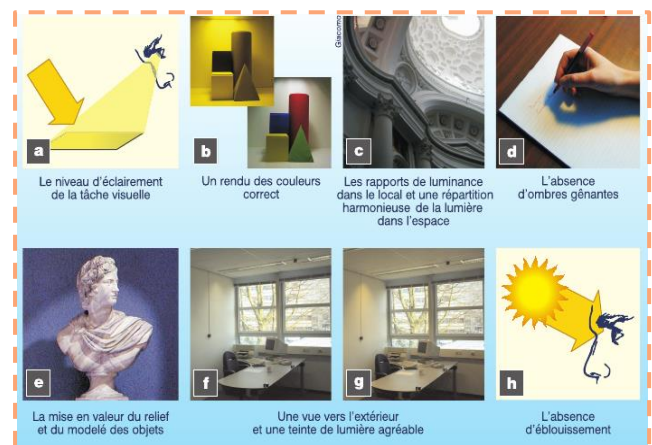 Giacomo
a
b
c
d
Le niveau d'éclairement
de la tâche visuelle
Un rendu des couleurs
correct
Les rapports de luminance
dans le local et une répartition
harmonieuse de la lumière
dans l'espace
L'absence
d'ombres gênantes
e
f
g
h
La mise en valeur du relief
et du modelé des objets
Une vue vers l'extérieur
et une teinte de lumière agréable
L'absence
d'éblouissement